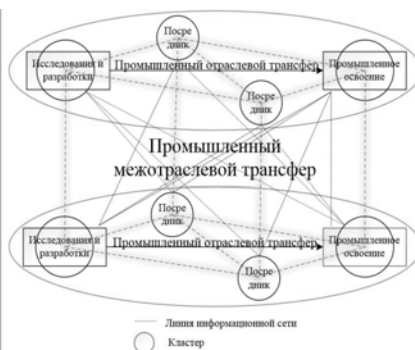 Посре
дник
Исследования и
разработки
Промышленный отраслевой трансфер
Промышленное
освоение
Посре
дник
Промышленный
межотраслевой трансфер
Посре
дник
Исследования и
разработки
Промышленный отраслевой трансфер
Промышленное
освоение
Посре
дник
Линия информационной сети
Кластер